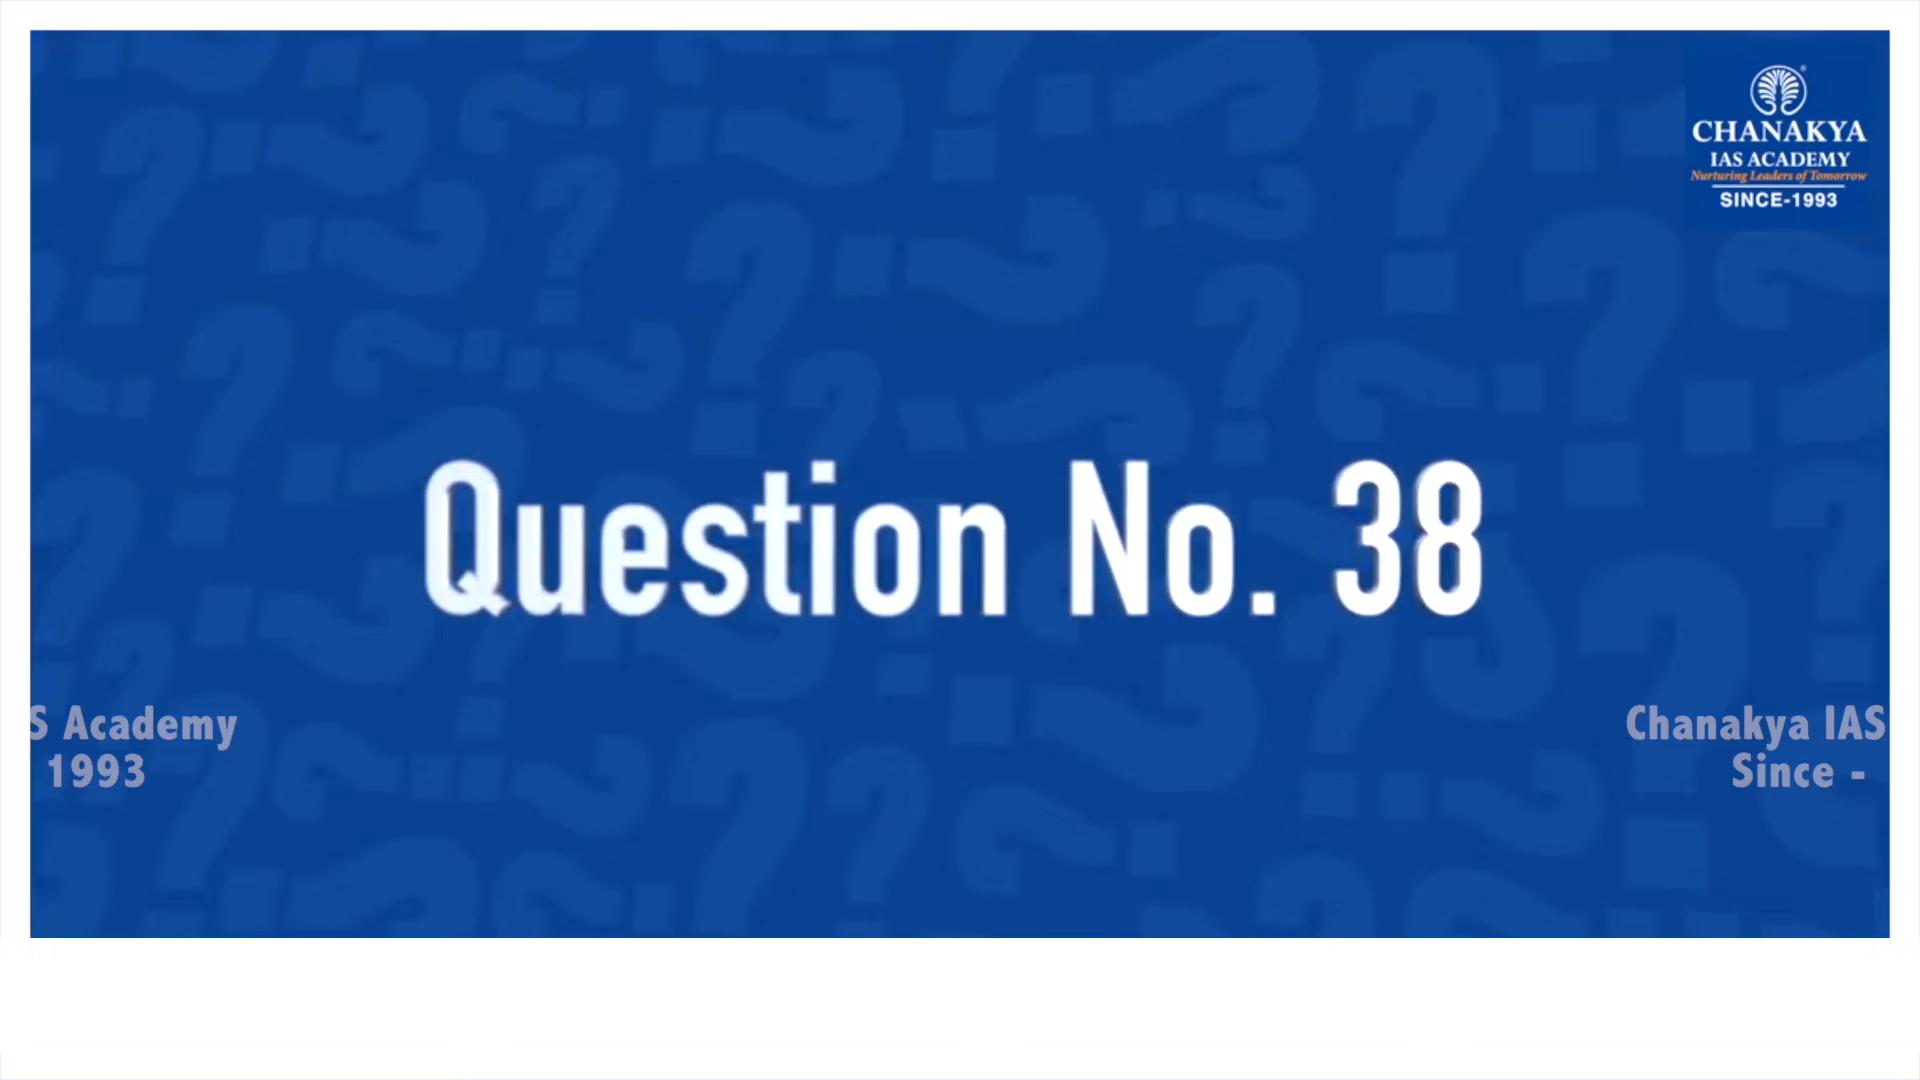 CHANAKYA
IAS ACADEMY
Nurturing Leaders of Tomorrow
SINCE-1993
Question No. 38
S Academy
1993
Chanakya IAS
Since -